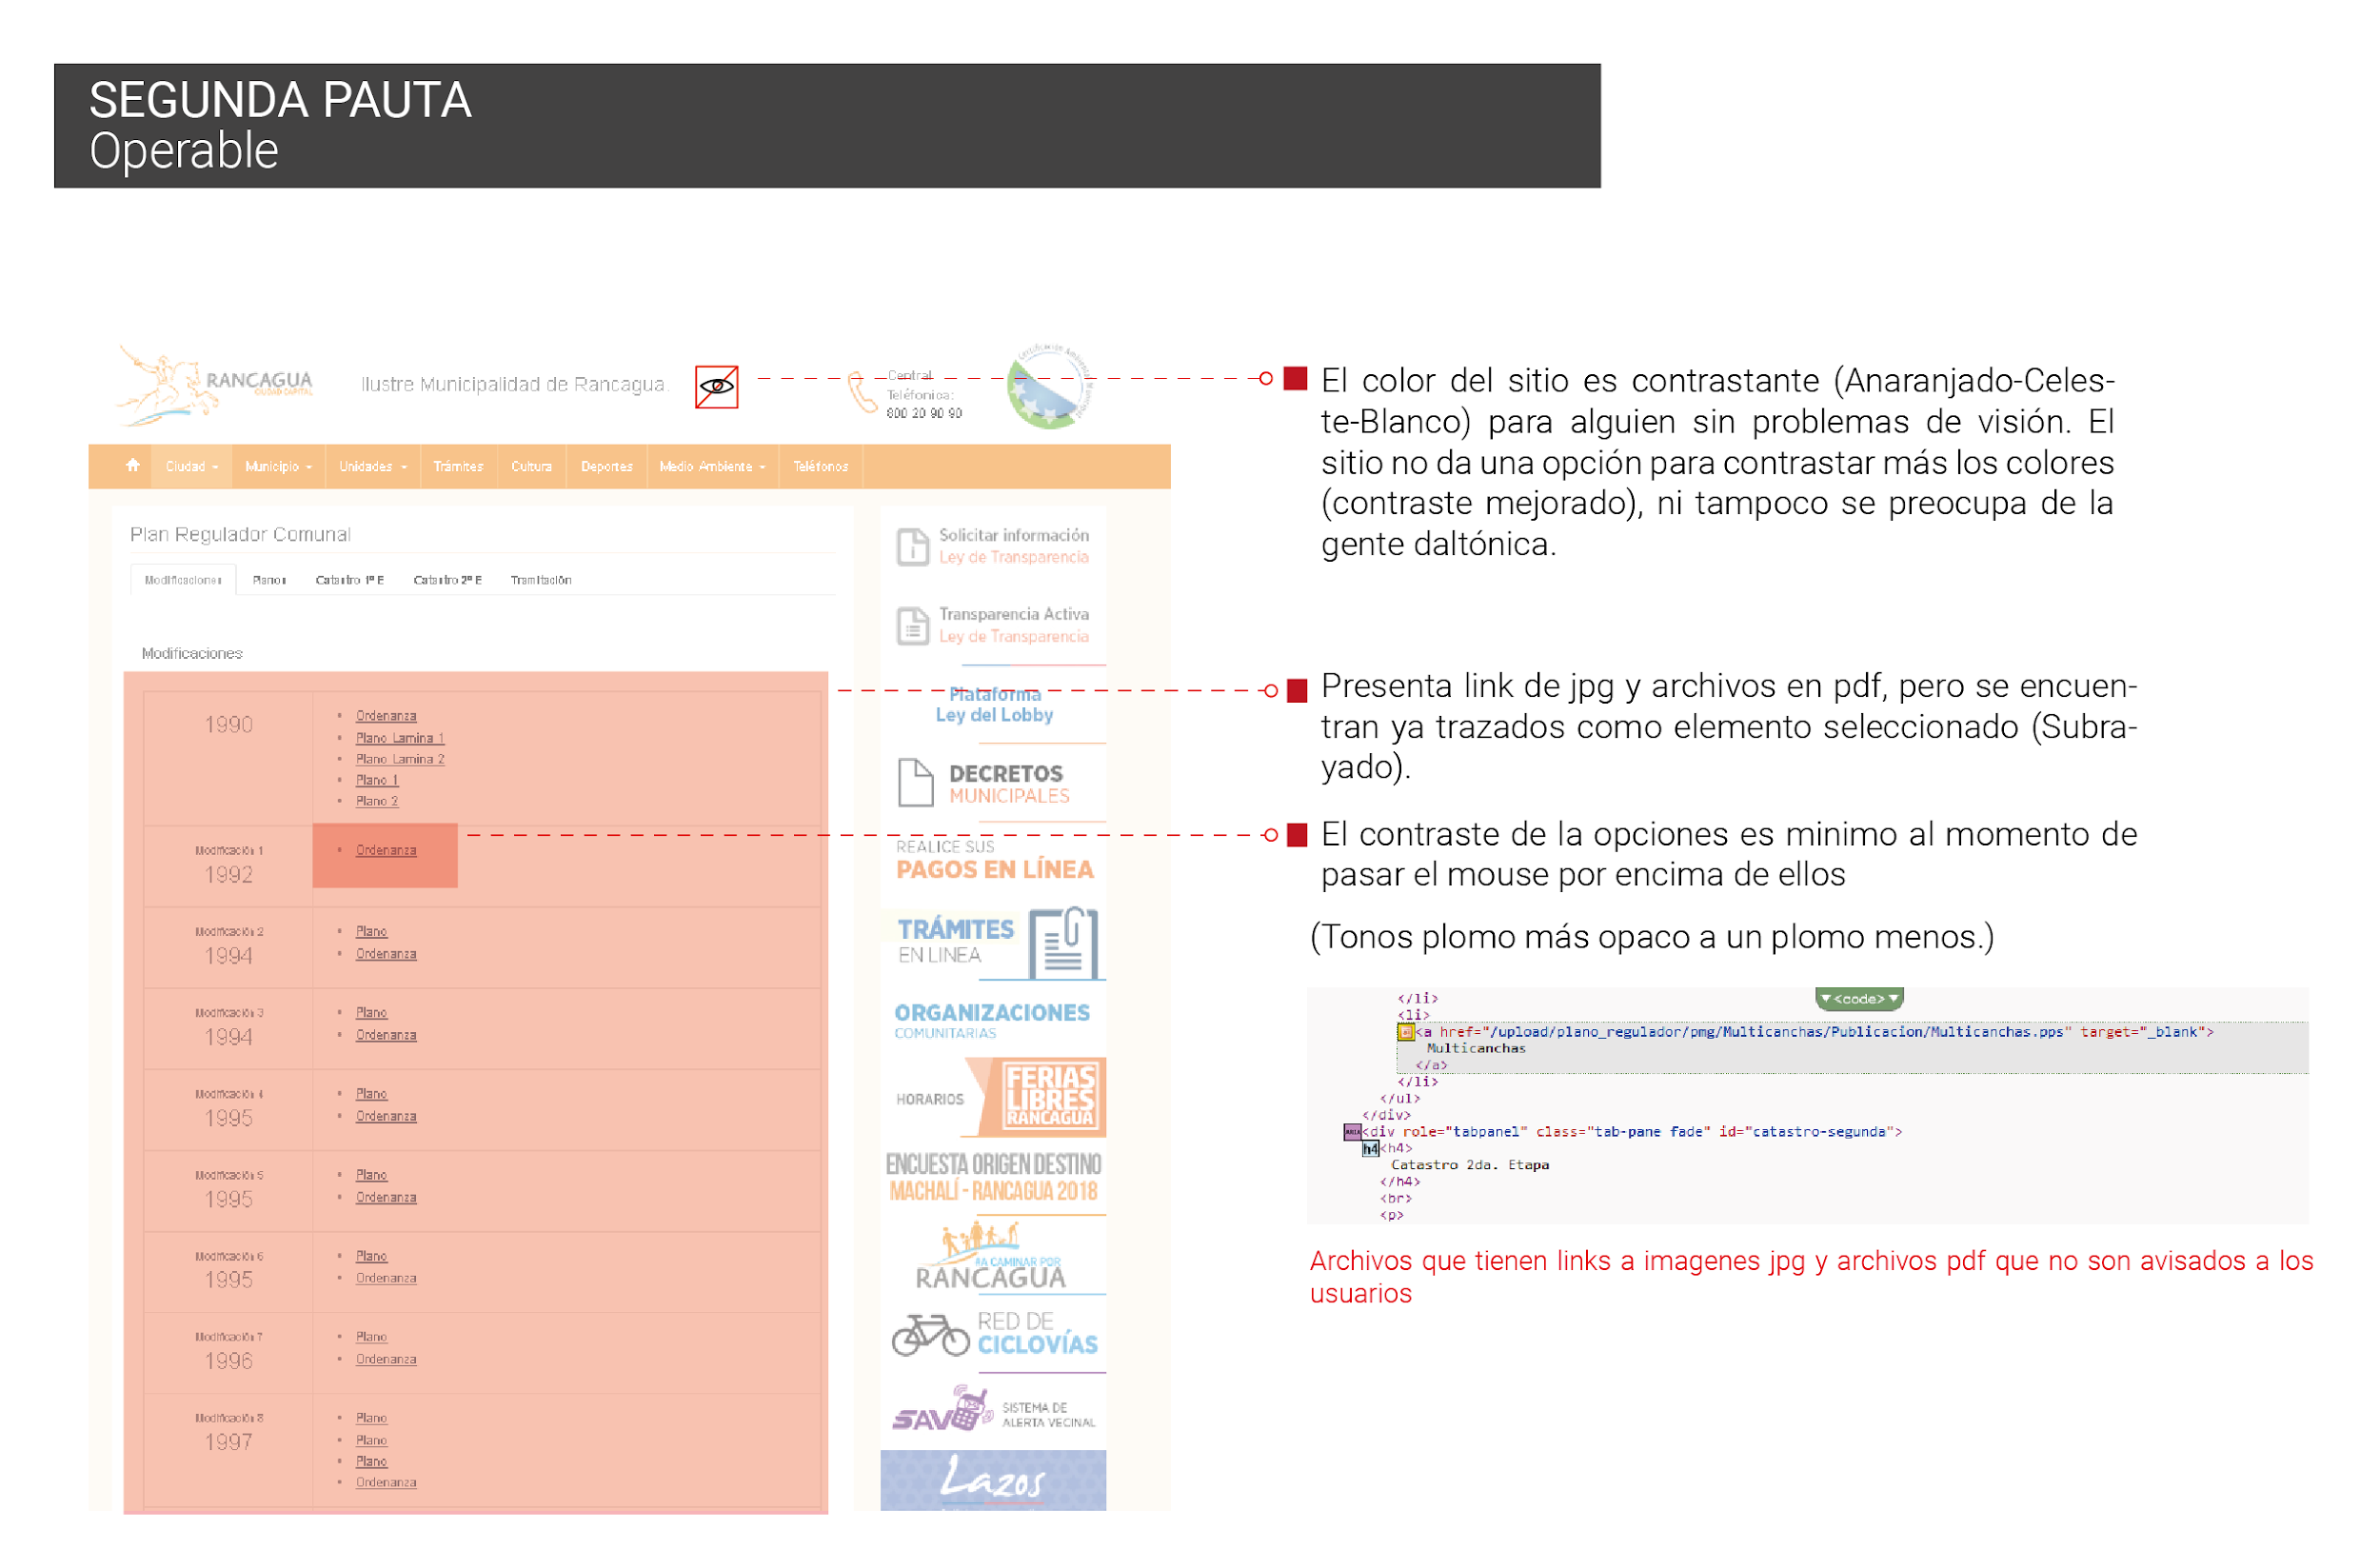 SEGUNDA PAUTA
Operable
RANCAGUA
CIUDAD CAPITAL
Ilustre Municipalidad de Rancagua.
Central
Teléfonica:
800 20 90 90
Ciudad
Municipio
Unidades
Trámites
Cultura
Deportes
Medio Ambiente
Teléfonos
Plan Regulador Comunal
Modificaciones
Planos
Catastro 1ª E
Catastro 2ª E
Tramitación
Modificaciones
1990
Ordenanza
Plano Lamina 1
Plano Lamina 2
Plano 1
Plano 2
Modificación 1
1992
Ordenanza
Modificación 2
1994
Plano
Ordenanza
Modificación 3
1994
Plano
Ordenanza
Modificación 4
1995
Plano
Ordenanza
Modificación 5
1995
Plano
Ordenanza
Modificación 6
1995
Plano
Ordenanza
Modificación 7
1996
Plano
Ordenanza
Modificación 8
1997
Plano
Plano
Plano
Ordenanza
Solicitar información
Ley de Transparencia
Transparencia Activa
Ley de Transparencia
Plataforma
Ley del Lobby
DECRETOS
MUNICIPALES
REALICE SUS
PAGOS EN LÍNEA
TRÁMITES
EN LINEA
ORGANIZACIONES
COMUNITARIAS
HORARIOS
FERIAS
LIBRES
RANCAGUA
ENCUESTA ORIGEN DESTINO
MACHALÍ - RANCAGUA 2018
#A CAMINAR POR
RANCAGUA
RED DE
CICLOVÍAS
SAV
SISTEMA DE
ALERTA VECINAL
Lazos
El color del sitio es contrastante (Anaranjado-Celes-
te-Blanco) para alguien sin problemas de visión. El
sitio no da una opción para contrastar más los colores
(contraste mejorado), ni tampoco se preocupa de la
gente daltónica.
Presenta link de jpg y archivos en pdf, pero se encuen-
tran ya trazados como elemento seleccionado (Subra-
yado).
El contraste de la opciones es minimo al momento de
pasar el mouse por encima de ellos
(Tonos plomo más opaco a un plomo menos.)
<code>
</li>
<li>
<a href="/upload/plano_regulador/pmg/Multicanchas/Publicacion/Multicanchas.pps" target="_blank">
Multicanchas
</a>
</li>
</ul>
</div>
<div role="tabpanel" class="tab-pane fade" id="catastro-segunda">
h4 <h4>
Catastro 2da. Etapa
</h4>
<br>
<p>
Archivos que tienen links a imagenes jpg y archivos pdf que no son avisados a los
usuarios